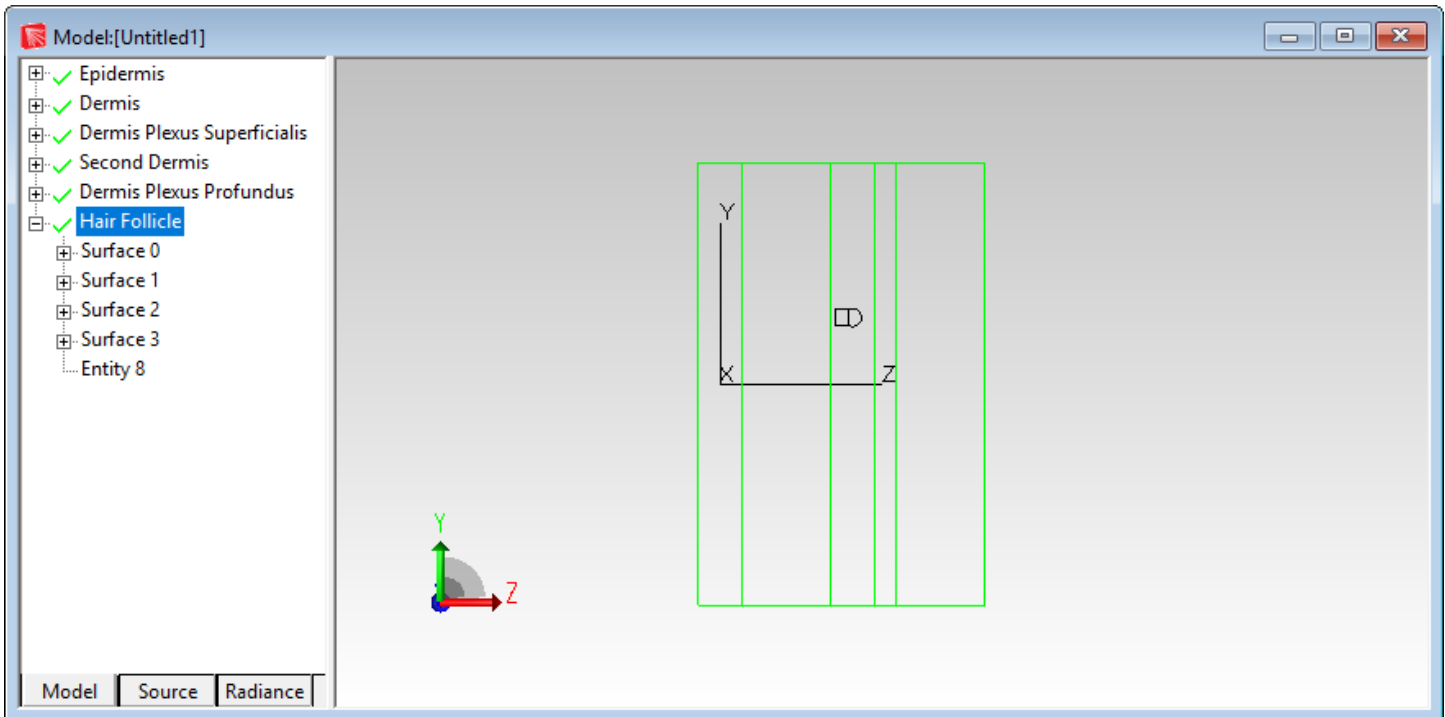 Model:[Untitled1]
Epidermis
Dermis
Dermis Plexus Superficialis
Second Dermis
Dermis Plexus Profundus
Hair Follicle
Surface 0
Surface 1
Surface 2
Surface 3
Entity 8
Y
X
Z
Y
Z
Model Source Radiance